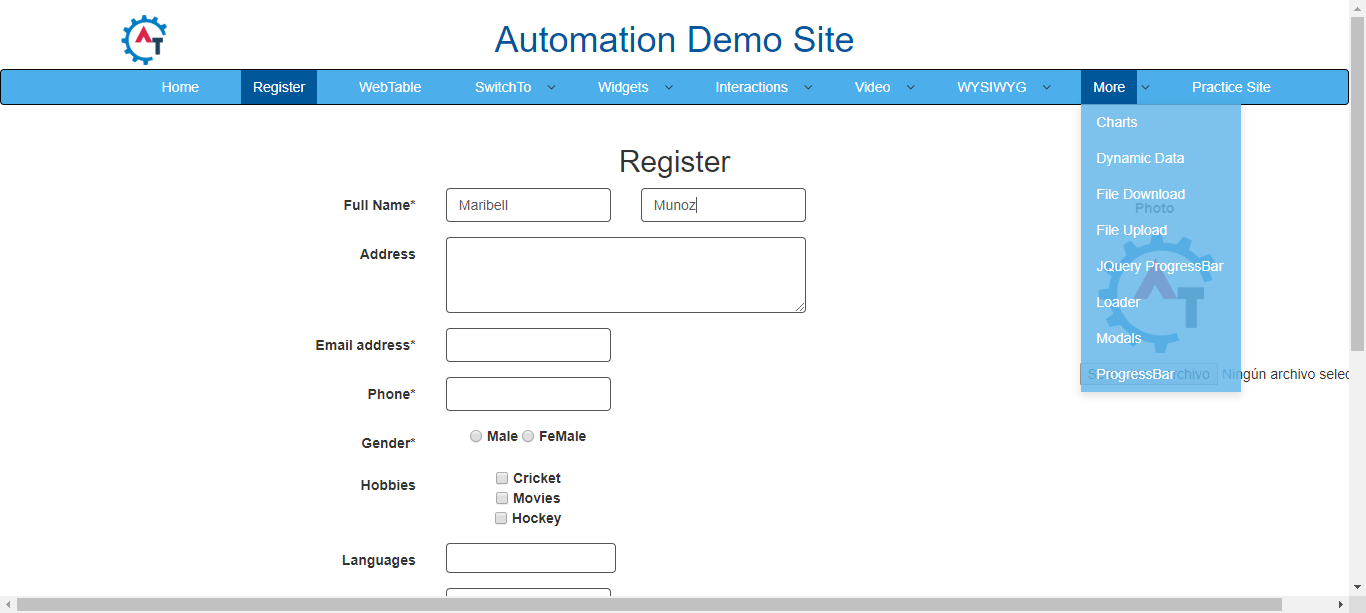 Automation Demo Site
Home Register WebTable SwitchTo Widgets Interactions Video WYSIWYG More Practice Site
Charts
Dynamic Data
File Download
File Upload
JQuery ProgressBar
Loader
Modals
ProgressBar
Register
Full Name* Maribell Munoz
Photo
Address
Email address*
Phone*
Ningún archivo selec
Gender* Male FeMale
Hobbies Cricket
Movies
Hockey
Languages